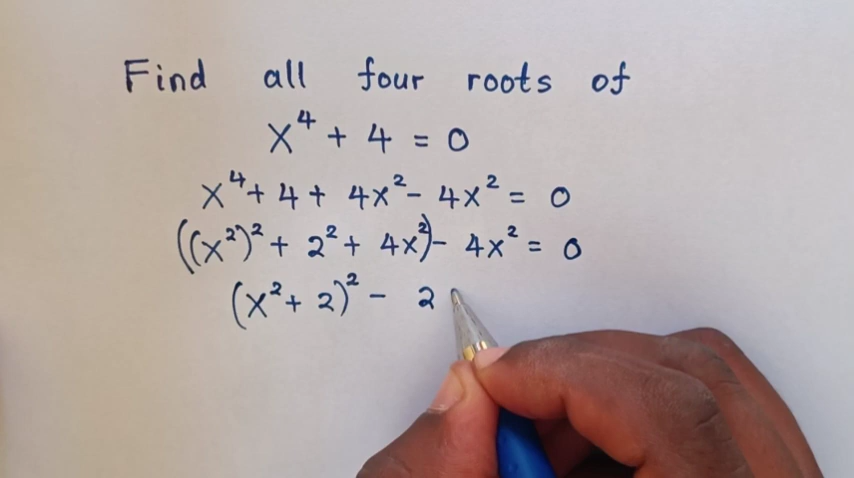 Find all four roots of
x⁴ + 4 = 0
x⁴ + 4 + 4x² - 4x² = 0
((x²)² + 2² + 4x²) - 4x² = 0
(x² + 2)² - 2